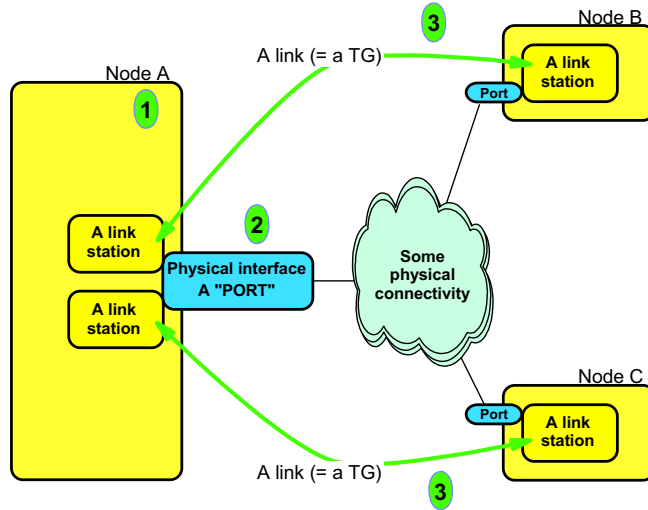 3
Node B
A link (= a TG)
A link
station
Port
Node A
1
2
A link
station
Physical interface
A "PORT"
Some
physical
connectivity
A link
station
Node C
Port
A link
station
A link (= a TG)
3